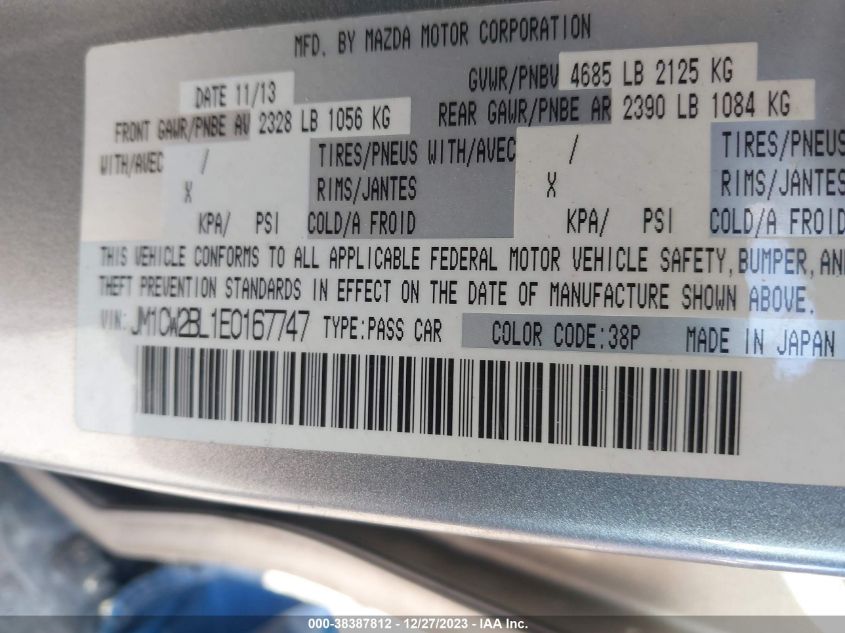 MFD. BY MAZDA MOTOR CORPORATION
DATE 11/13
GVWR/PNBV 4685 LB 2125 KG
FRONT GAWR/PNBE AV 2328 LB 1056 KG
REAR GAWR/PNBE AR 2390 LB 1084 KG
WITH/AVEC / TIRES/PNEUS WITH/AVEC / TIRES/PNEUS
X RIMS/JANTES X RIMS/JANTES
KPA/ PSI COLD/A FROID KPA/ PSI COLD/A FROID
THIS VEHICLE CONFORMS TO ALL APPLICABLE FEDERAL MOTOR VEHICLE SAFETY, BUMPER, AN
THEFT PREVENTION STANDARDS IN EFFECT ON THE DATE OF MANUFACTURE SHOWN ABOVE.
VIN: JM1CW2BL1E0167747 TYPE:PASS CAR COLOR CODE:38P MADE IN JAPAN
000-38387812 - 12/27/2023 - IAA Inc.